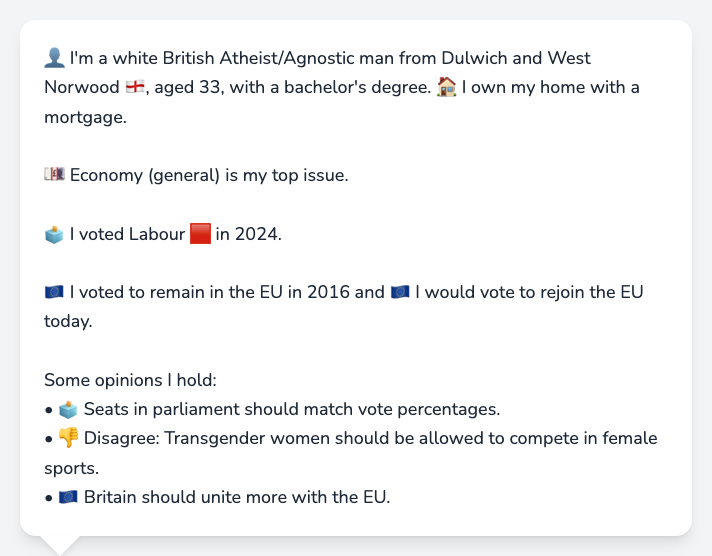 👤 I'm a white British Atheist/Agnostic man from Dulwich and West
Norwood 🏴󠁧󠁢󠁥󠁮󠁧󠁿, aged 33, with a bachelor's degree. 🏠 I own my home with a
mortgage.
💷 Economy (general) is my top issue.
🗳️ I voted Labour 🟥 in 2024.
🇪🇺 I voted to remain in the EU in 2016 and 🇪🇺 I would vote to rejoin the EU
today.
Some opinions I hold:
• 🗳️ Seats in parliament should match vote percentages.
• 👎 Disagree: Transgender women should be allowed to compete in female
sports.
• 🇪🇺 Britain should unite more with the EU.